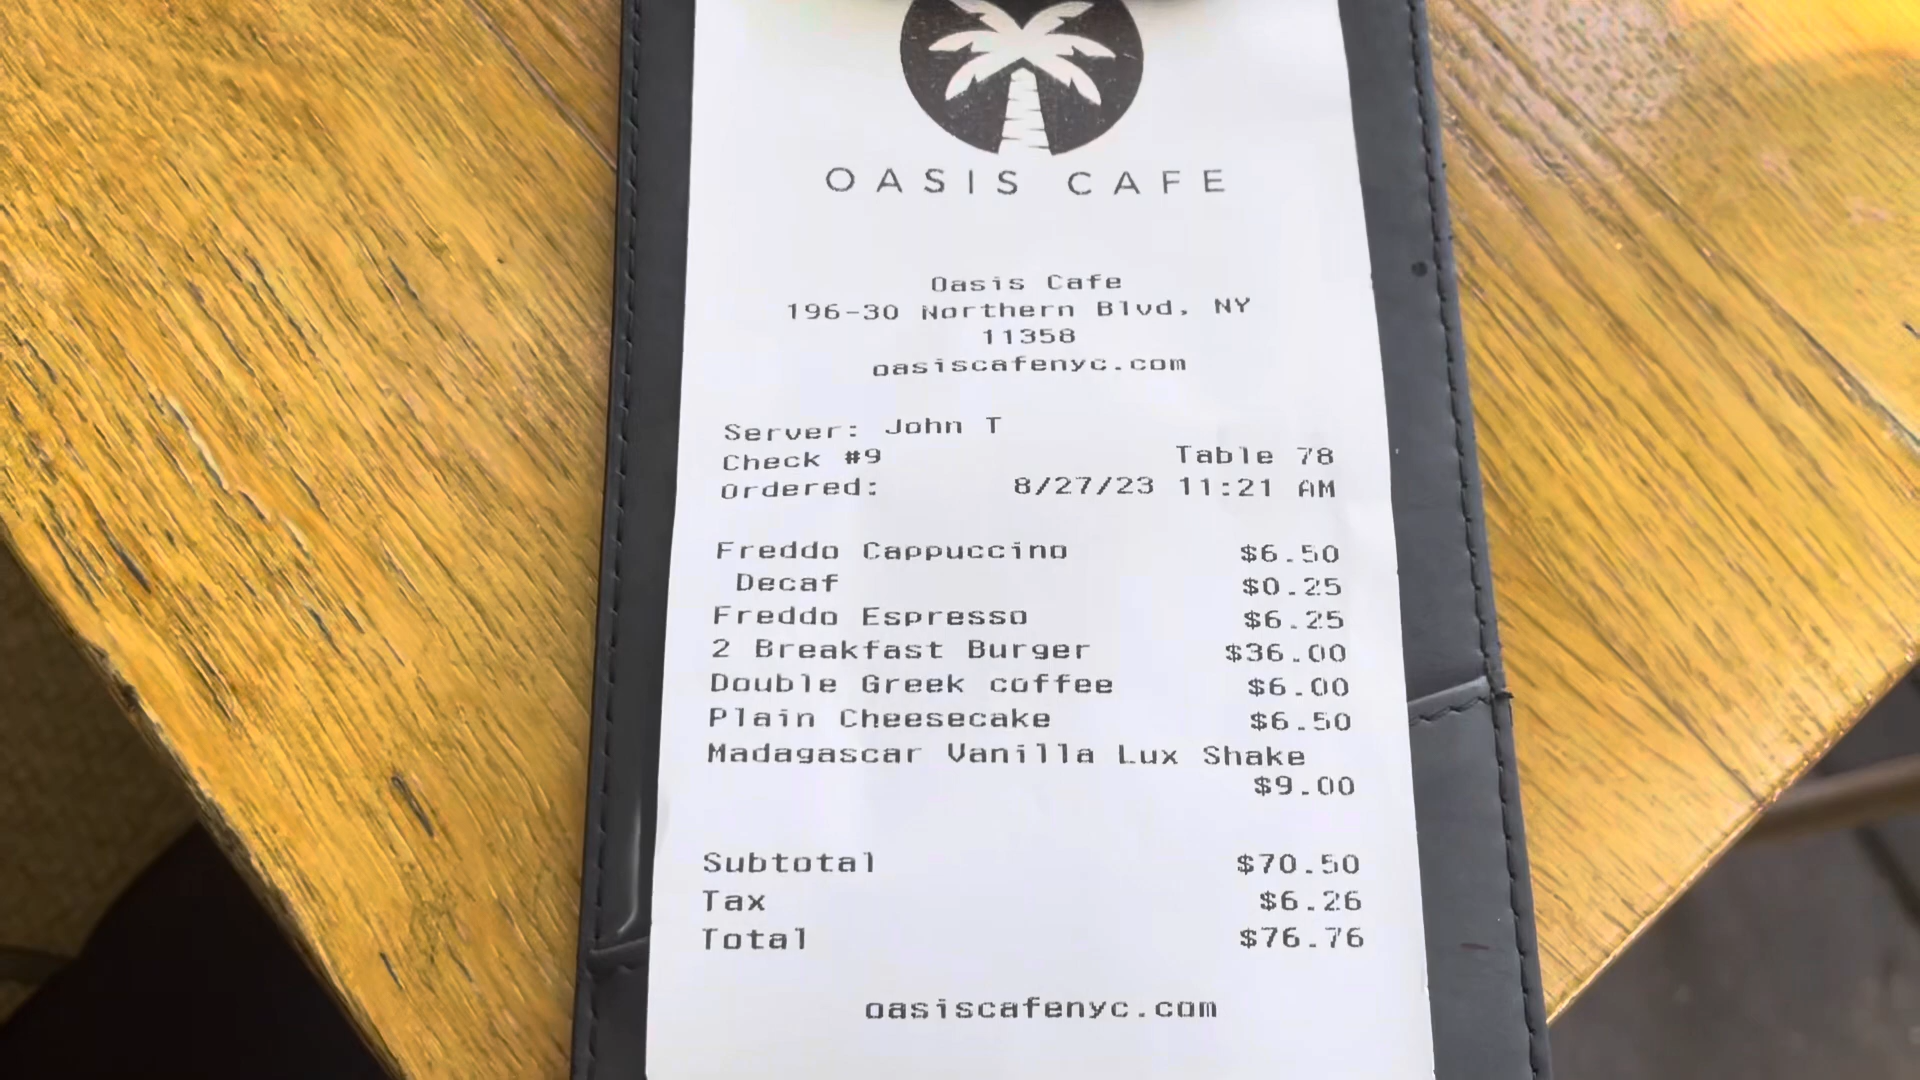 OASIS CAFE
Oasis Cafe
196-30 Northern Blvd, NY
11358
oasiscafenyc.com
Server: John T
Check #9 Table 78
Ordered: 8/27/23 11:21 AM
Freddo Cappuccino $6.50
Decaf $0.25
Freddo Espresso $6.25
2 Breakfast Burger $36.00
Double Greek coffee $6.00
Plain Cheesecake $6.50
Madagascar Vanilla Lux Shake
$9.00
Subtotal $70.50
Tax $6.26
Total $76.76
oasiscafenyc.com